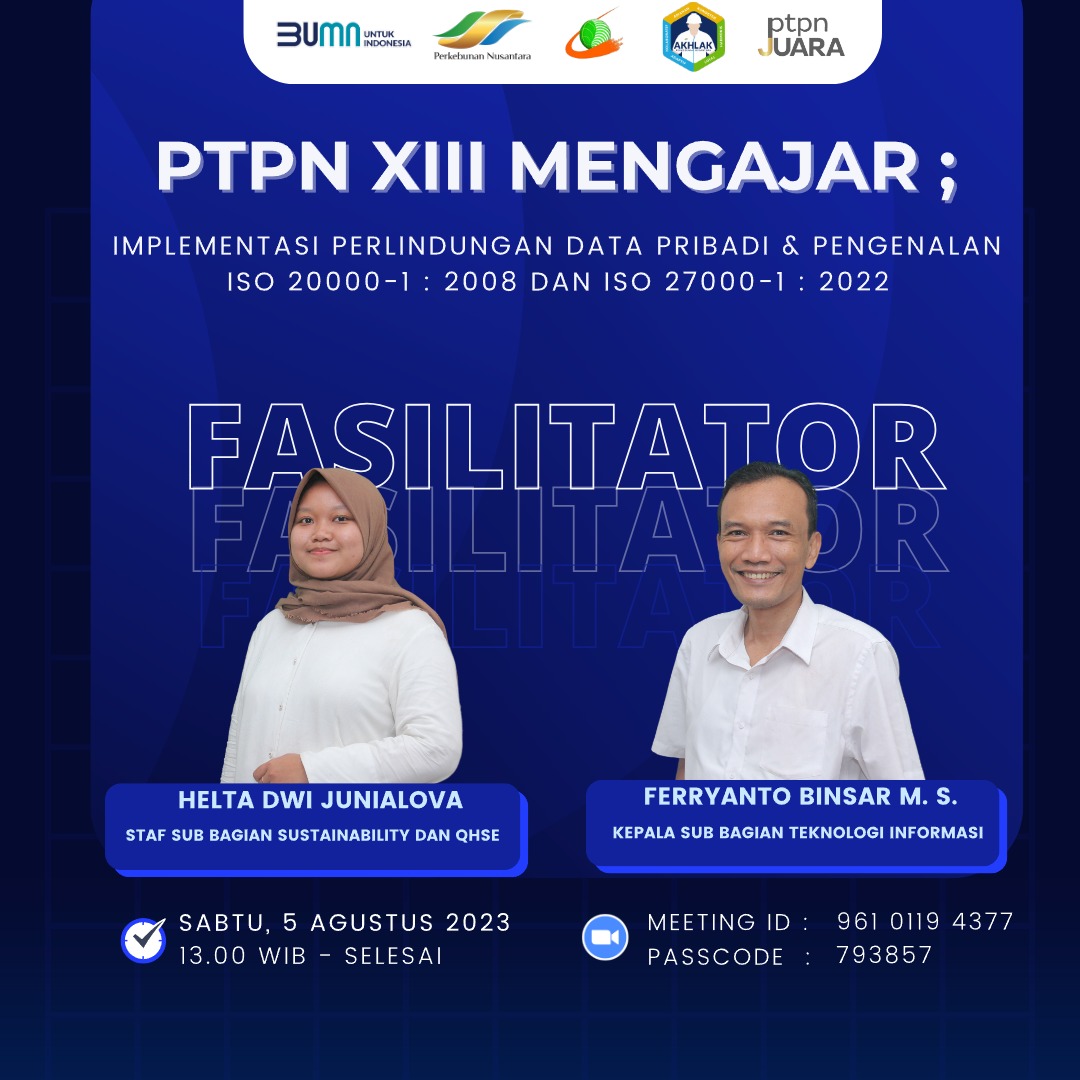 BUMN UNTUK INDONESIA
Perkebunan Nusantara
AKHLAK
ptpn
JUARA
PTPN XIII MENGAJAR ;
IMPLEMENTASI PERLINDUNGAN DATA PRIBADI & PENGENALAN
ISO 20000-1 : 2008 DAN ISO 27000-1 : 2022
FASILITATOR
FASILITATOR
FASILITATOR
HELTA DWI JUNIALOVA
STAF SUB BAGIAN SUSTAINABILITY DAN QHSE
FERRYANTO BINSAR M. S.
KEPALA SUB BAGIAN TEKNOLOGI INFORMASI
SABTU, 5 AGUSTUS 2023
13.00 WIB - SELESAI
MEETING ID : 961 0119 4377
PASSCODE : 793857